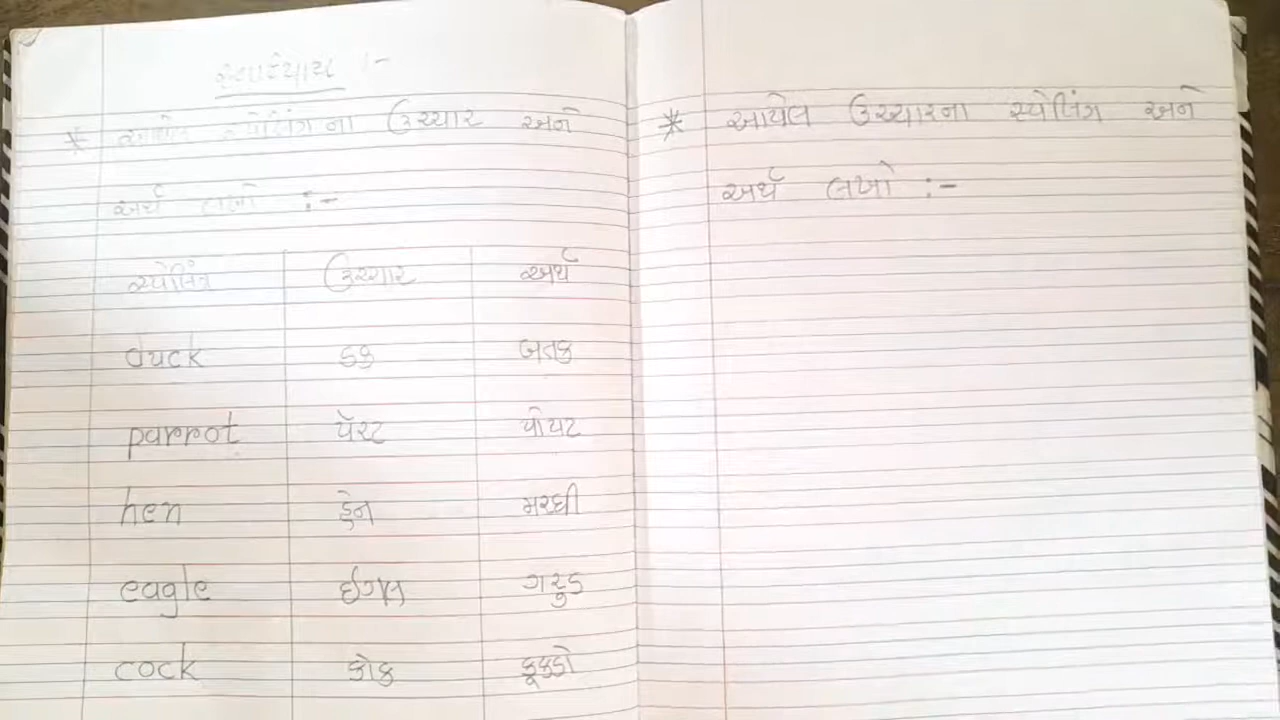 સ્વાધ્યાય :-
* આપેલ સ્પેલિંગના ઉચ્ચાર અને
અર્થ લખો :-
સ્પેલિંગ ઉચ્ચાર અર્થ
duck ડક બતક
parrot પૅરટ પોપટ
hen હેન મરઘી
eagle ઈગલ ગરુડ
cock કોક કૂકડો
* આપેલ ઉચ્ચારના સ્પેલિંગ અને
અર્થ લખો :-